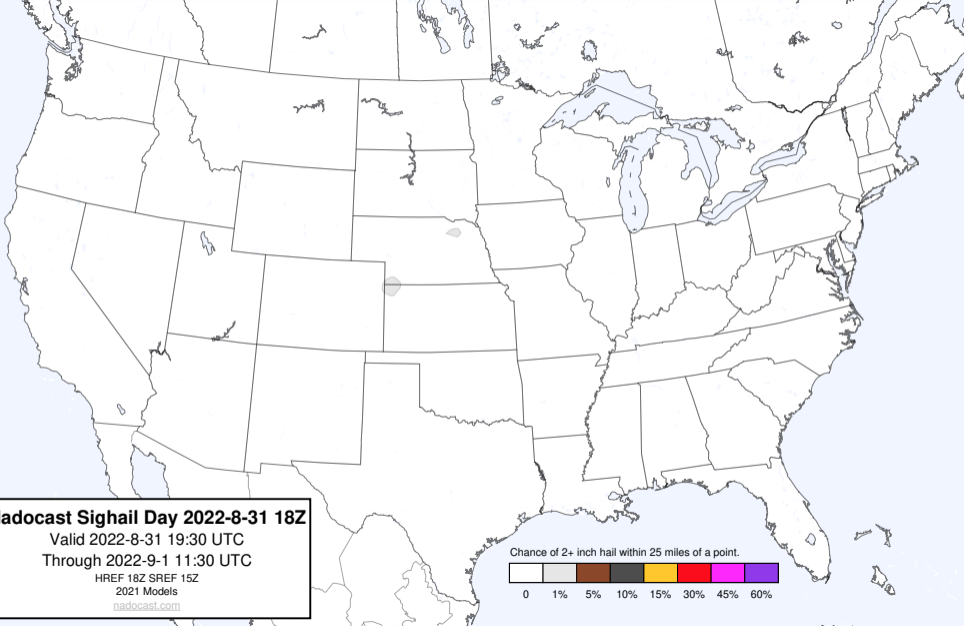 adocast Sighail Day 2022-8-31 18Z
Valid 2022-8-31 19:30 UTC
Through 2022-9-1 11:30 UTC
HREF 18Z SREF 15Z
2021 Models
nadocast.com
Chance of 2+ inch hail within 25 miles of a point.
0 1% 5% 10% 15% 30% 45% 60%